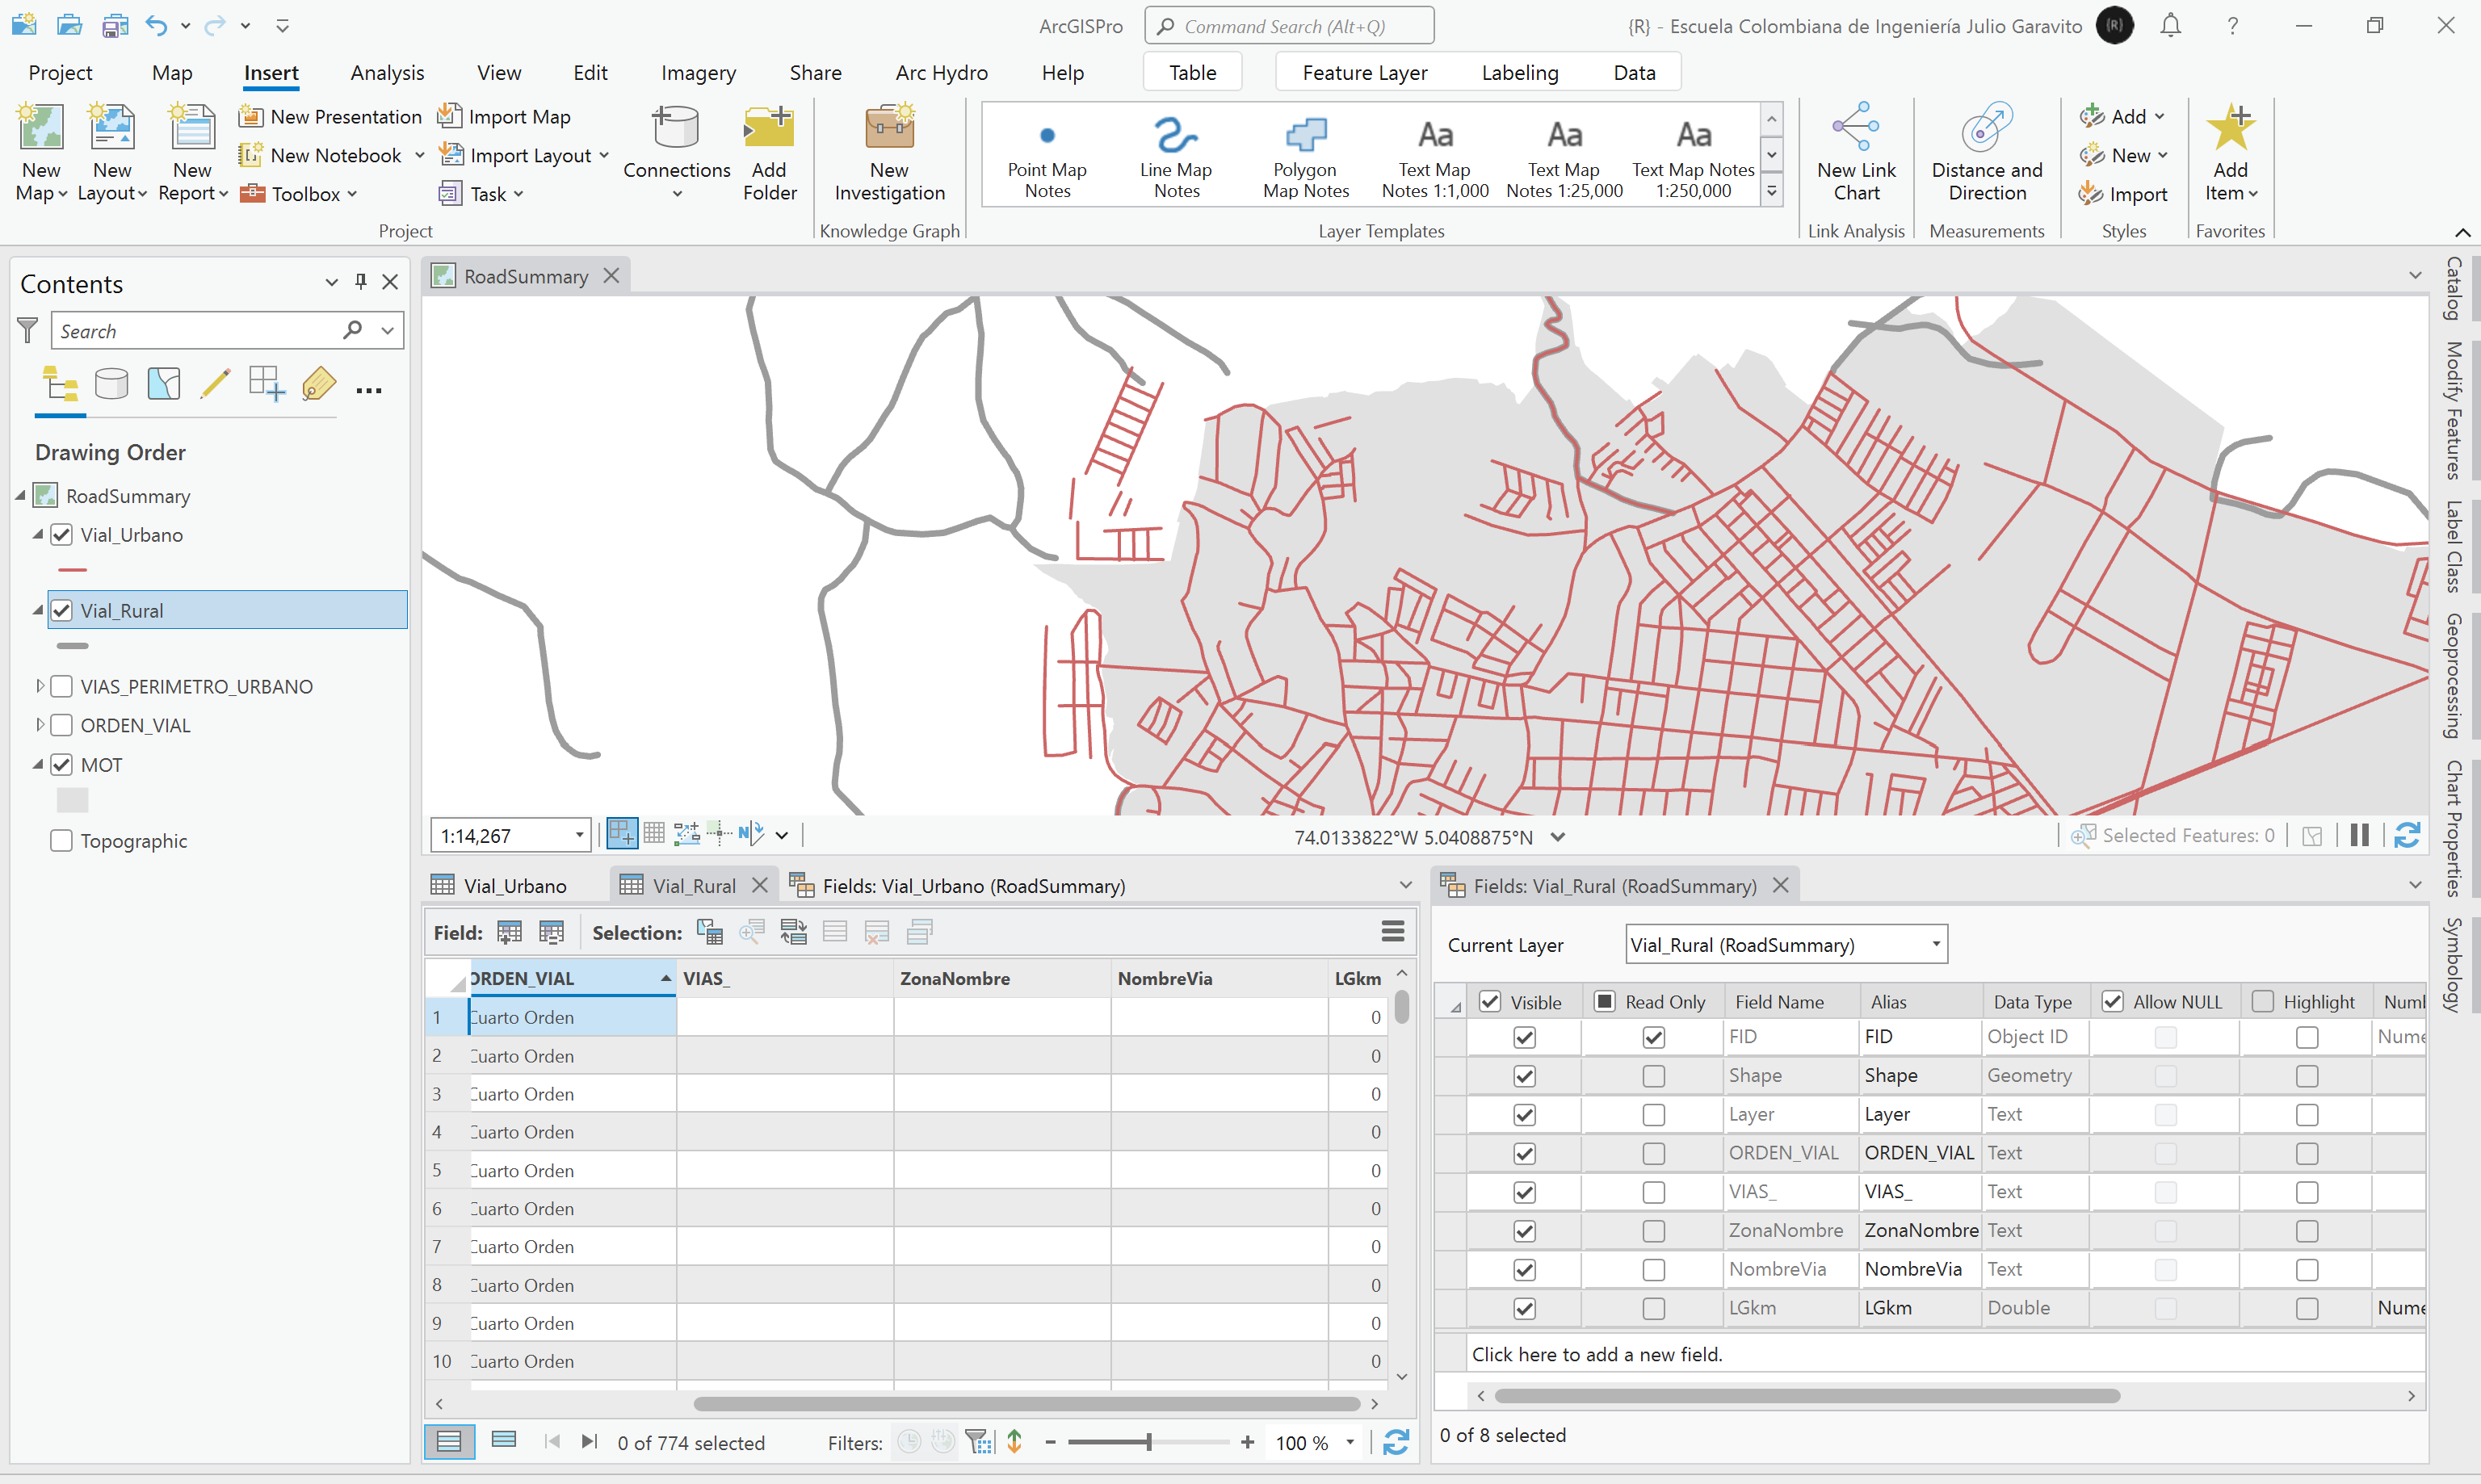 ArcGISPro
Command Search (Alt+Q)
{R} - Escuela Colombiana de Ingeniería Julio Garavito
{R}
Project Map Insert Analysis View Edit Imagery Share Arc Hydro Help Table Feature Layer Labeling Data
New Map
New Layout
New Report
New Presentation
New Notebook
Toolbox
Import Map
Import Layout
Task
Connections
Add Folder
New Investigation
Point Map Notes
Line Map Notes
Polygon Map Notes
Text Map Notes 1:1,000
Text Map Notes 1:25,000
Text Map Notes 1:250,000
New Link Chart
Distance and Direction
Add
New
Import
Add Item
Project
Knowledge Graph
Layer Templates
Link Analysis
Measurements
Styles
Favorites
Contents
Search
Drawing Order
RoadSummary
Vial_Urbano
Vial_Rural
VIAS_PERIMETRO_URBANO
ORDEN_VIAL
MOT
Topographic
RoadSummary
1:14,267
74.0133822°W 5.0408875°N
Selected Features: 0
Catalog
Modify Features
Label Class
Geoprocessing
Chart Properties
Symbology
Vial_Urbano
Vial_Rural
Fields: Vial_Urbano (RoadSummary)
Field:
Selection:
ORDEN_VIAL VIAS_ ZonaNombre NombreVia LGkm
1 Cuarto Orden 0
2 Cuarto Orden 0
3 Cuarto Orden 0
4 Cuarto Orden 0
5 Cuarto Orden 0
6 Cuarto Orden 0
7 Cuarto Orden 0
8 Cuarto Orden 0
9 Cuarto Orden 0
10 Cuarto Orden 0
0 of 774 selected
Filters:
100 %
Fields: Vial_Rural (RoadSummary)
Current Layer
Vial_Rural (RoadSummary)
Visible Read Only Field Name Alias Data Type Allow NULL Highlight
FID FID Object ID
Shape Shape Geometry
Layer Layer Text
ORDEN_VIAL ORDEN_VIAL Text
VIAS_ VIAS_ Text
ZonaNombre ZonaNombre Text
NombreVia NombreVia Text
LGkm LGkm Double
Click here to add a new field.
0 of 8 selected